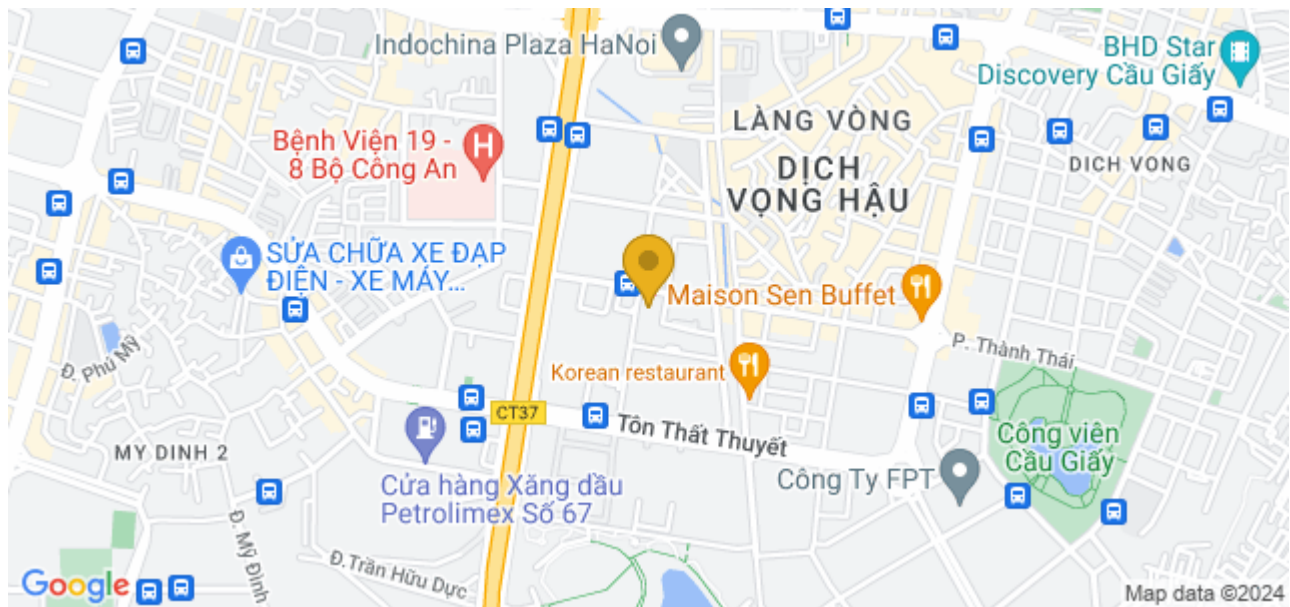 Indochina Plaza HaNoi
BHD Star
Discovery Cầu Giấy
LÀNG VÒNG
Bệnh Viện 19 -
8 Bộ Công An
DỊCH
VỌNG HẬU
DICH VONG
SỬA CHỮA XE ĐẠP
ĐIỆN - XE MÁY...
Maison Sen Buffet
P. Thành Thái
Đ. Phú Mỹ
Korean restaurant
CT37
Tôn Thất Thuyết
MY DINH 2
Công viên
Cầu Giấy
Công Ty FPT
Cửa hàng Xăng dầu
Petrolimex Số 67
Đ. Mỹ Đình
Đ.Trần Hữu Dực
Google
Map data ©2024